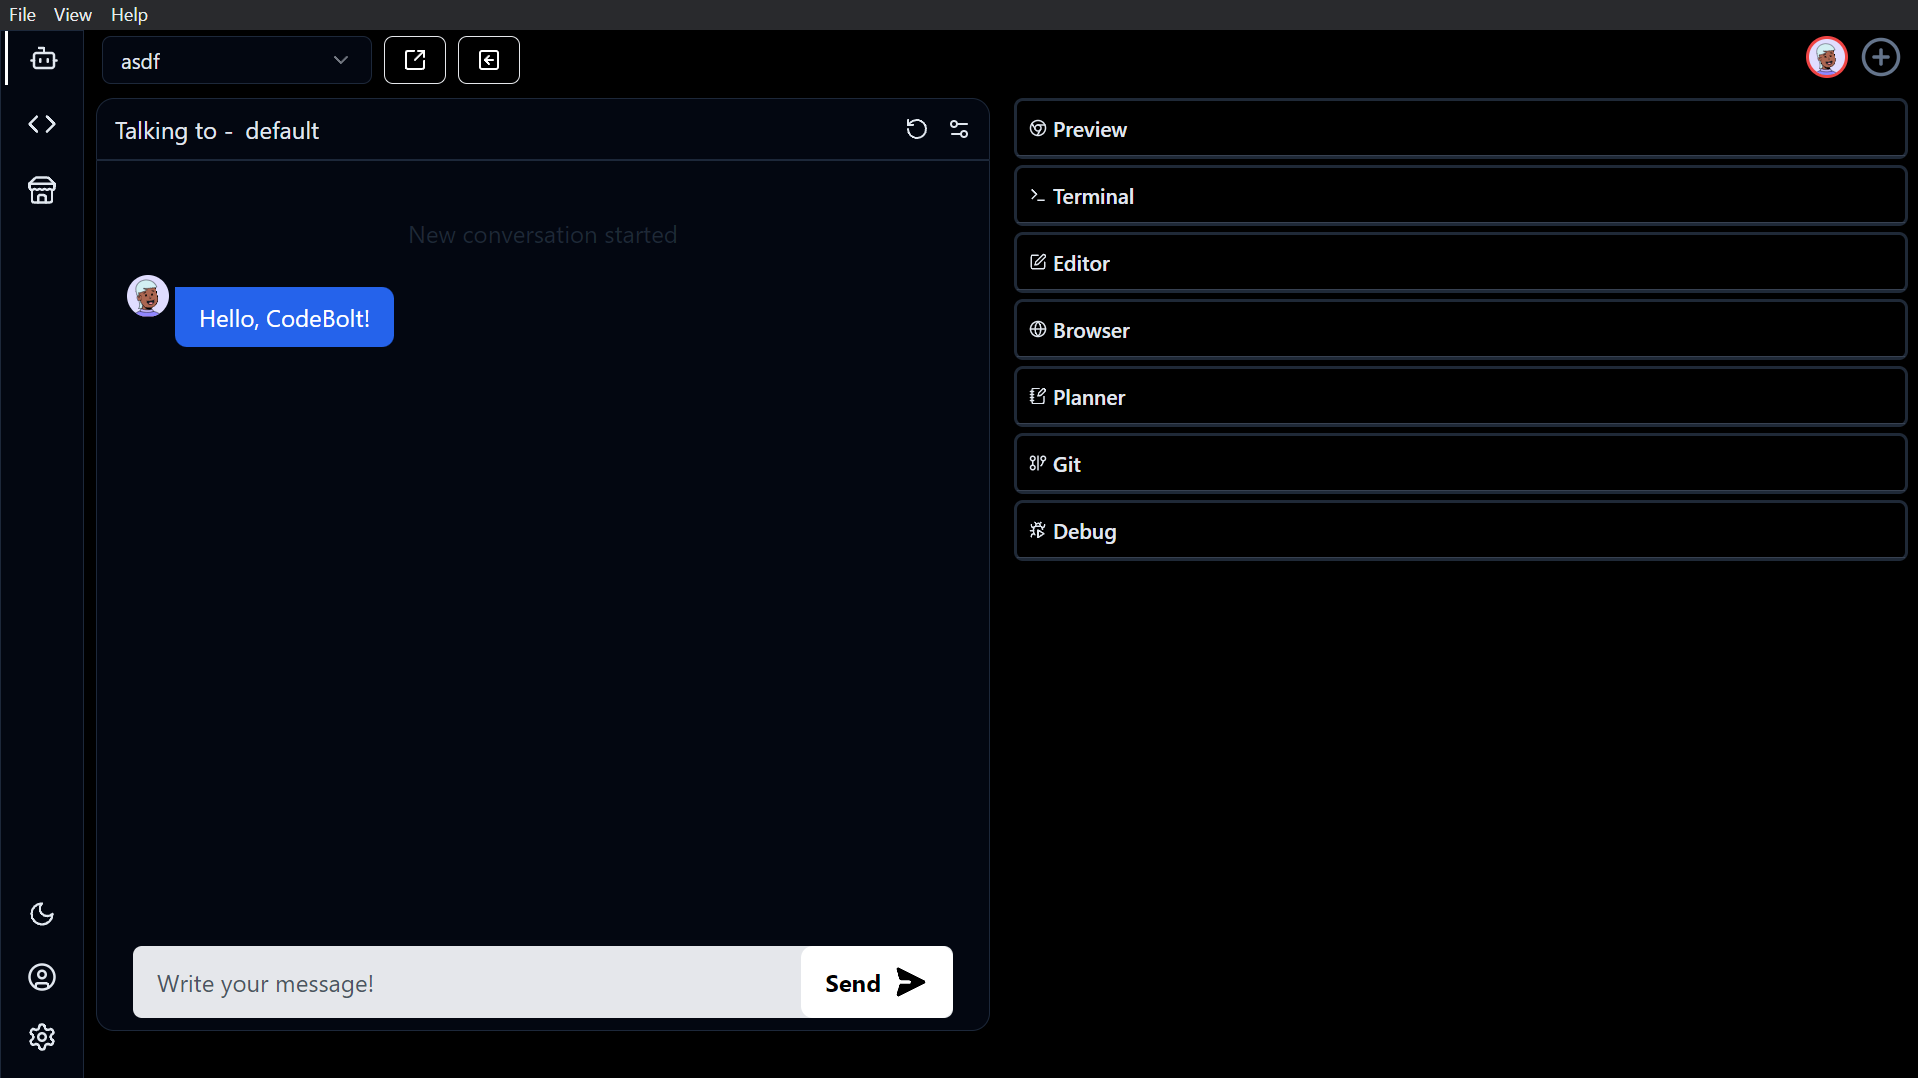 File View Help
asdf
Talking to - default
New conversation started
Hello, CodeBolt!
Write your message!
Send
Preview
Terminal
Editor
Browser
Planner
Git
Debug